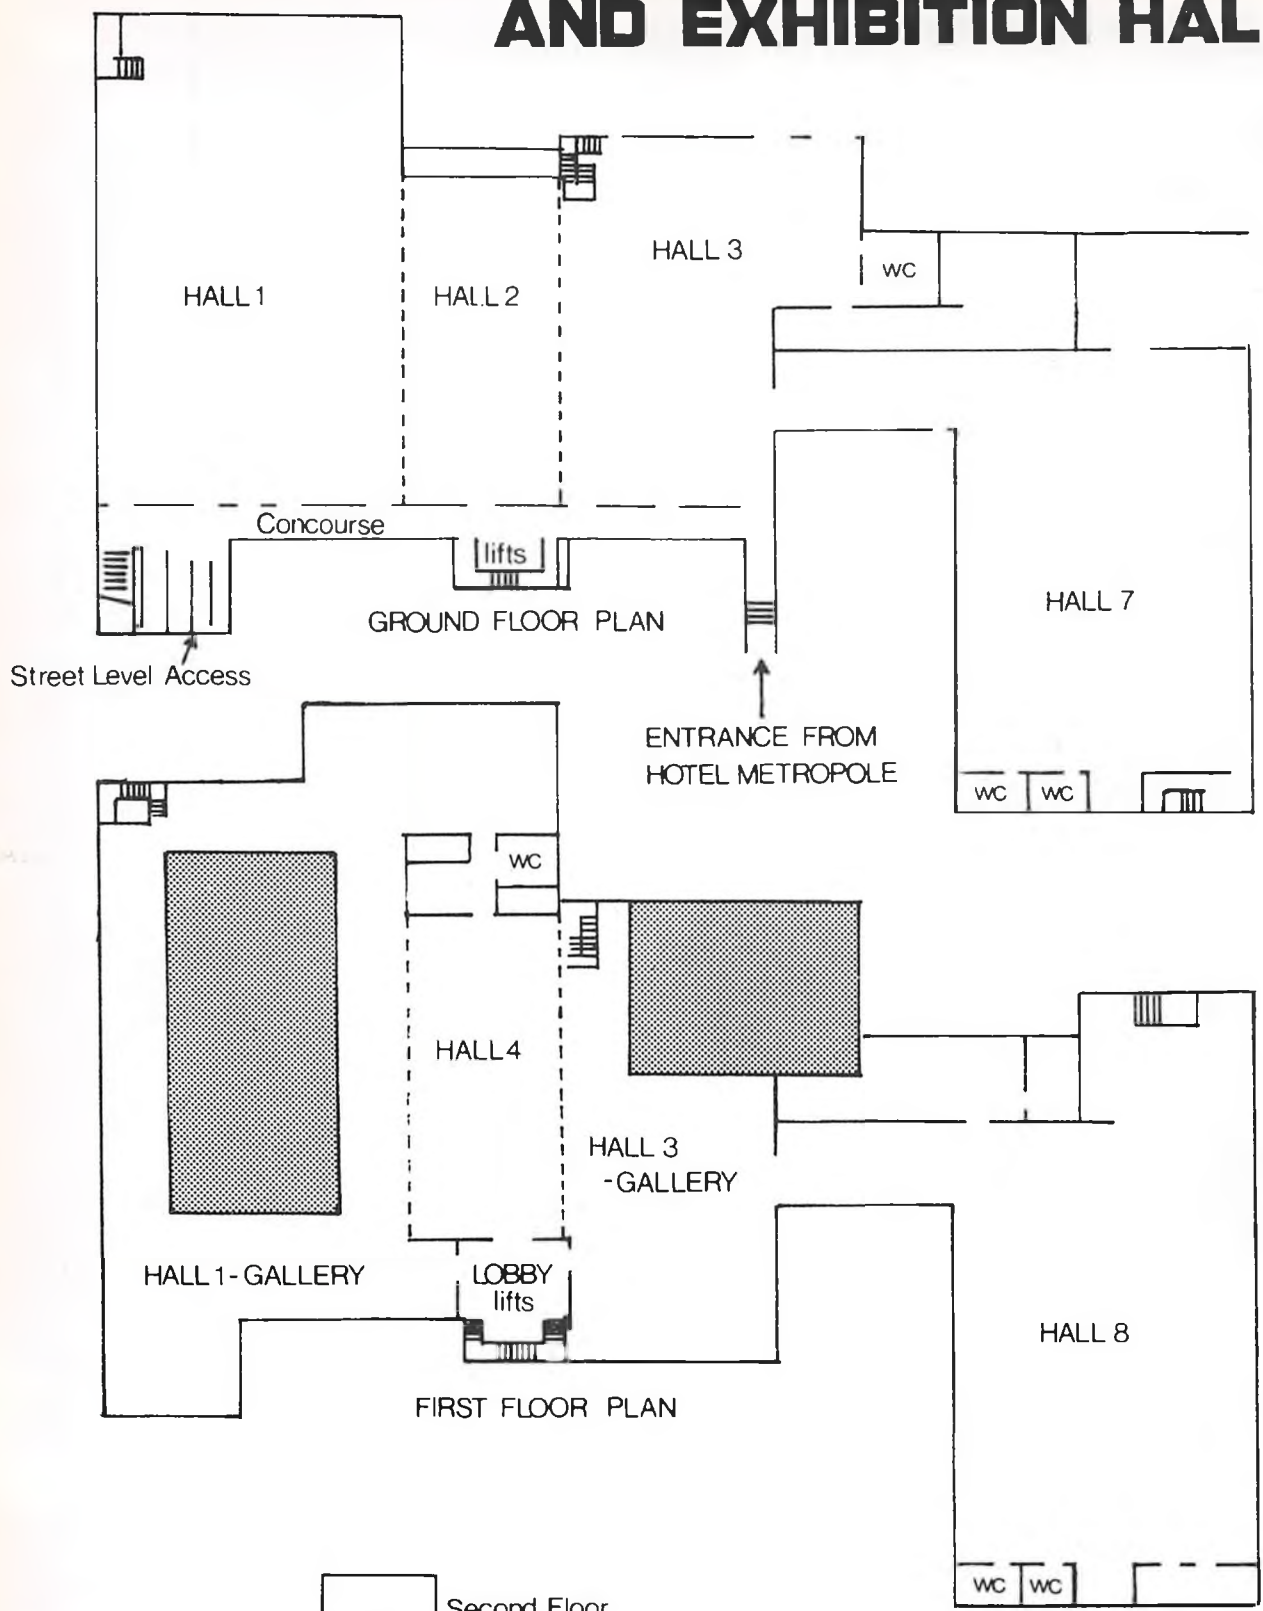 AND EXHIBITION HAL
HALL 1
HALL 2
HALL 3
WC
Concourse
lifts
GROUND FLOOR PLAN
HALL 7
Street Level Access
ENTRANCE FROM
HOTEL METROPOLE
WC
WC
WC
HALL 4
HALL 3
-GALLERY
HALL 1-GALLERY
LOBBY
lifts
HALL 8
FIRST FLOOR PLAN
WC
WC
Second Floor